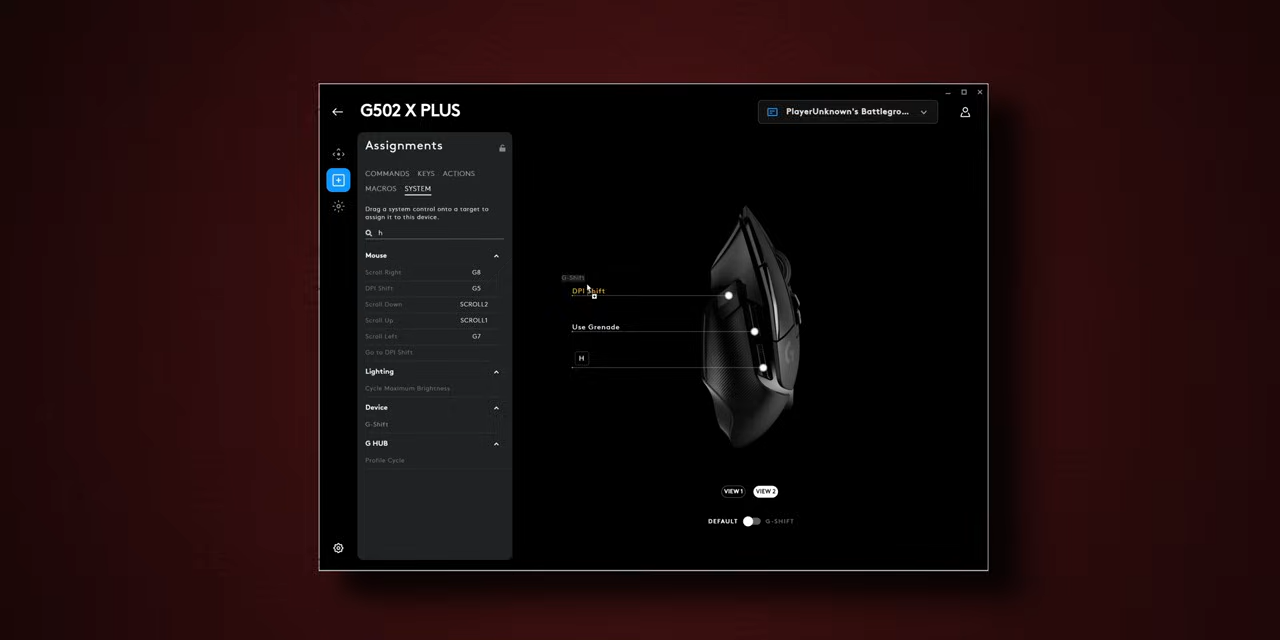 G502 X PLUS
PlayerUnknown's Battlegro...
Assignments
COMMANDS KEYS ACTIONS
MACROS SYSTEM
Drag a system control onto a target to
assign it to this device.
h
Mouse
Scroll Right G8
DPI Shift G5
Scroll Down SCROLL2
Scroll Up SCROLL1
Scroll Left G7
Go to DPI Shift
Lighting
Cycle Maximum Brightness
Device
G-Shift
G HUB
Profile Cycle
G-Shift
DPI Shift
Use Grenade
H
VIEW 1 VIEW 2
DEFAULT G-SHIFT